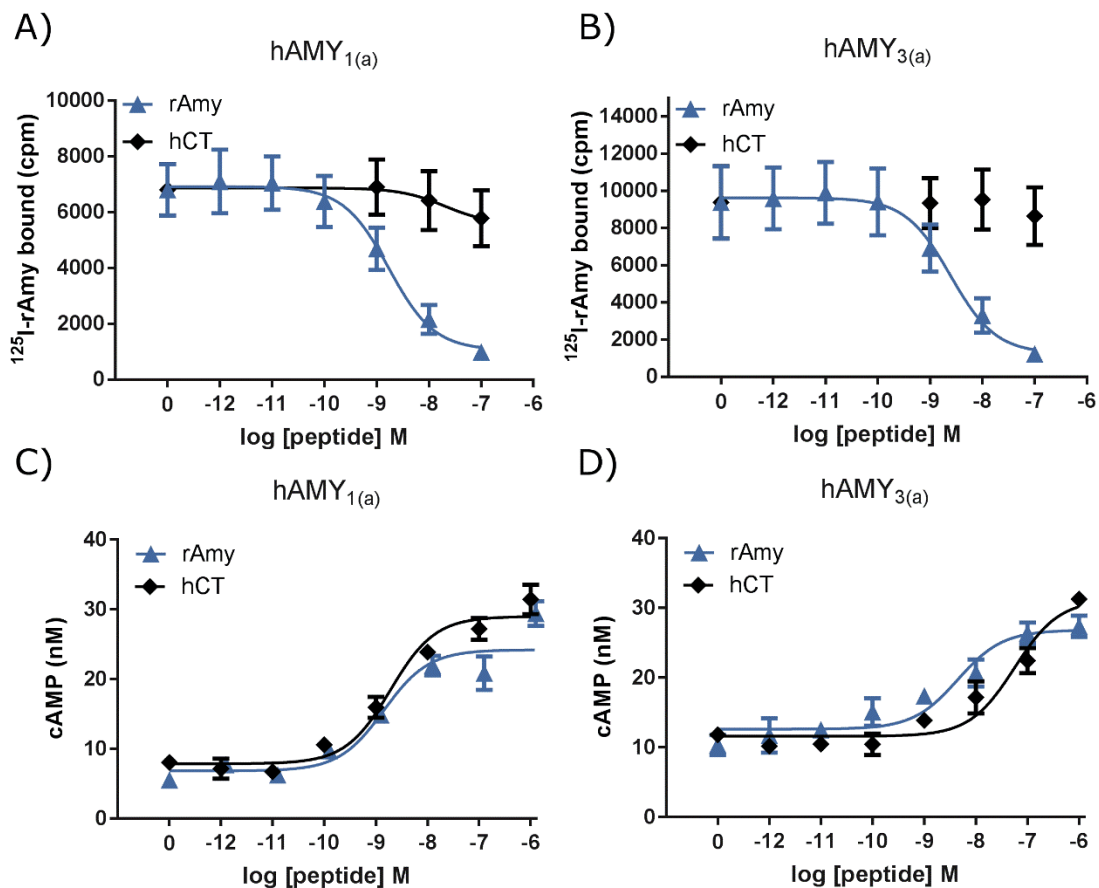 A)
hAMY1(a)
rAmy
hCT
125I-rAmy bound (cpm)
10000
8000
6000
4000
2000
0
0 -12 -11 -10 -9 -8 -7 -6
log [peptide] M
B)
hAMY3(a)
rAmy
hCT
125I-rAmy bound (cpm)
14000
12000
10000
8000
6000
4000
2000
0
0 -12 -11 -10 -9 -8 -7 -6
log [peptide] M
C)
hAMY1(a)
rAmy
hCT
cAMP (nM)
40
30
20
10
0
0 -12 -11 -10 -9 -8 -7 -6
log [peptide] M
D)
hAMY3(a)
rAmy
hCT
cAMP (nM)
40
30
20
10
0
0 -12 -11 -10 -9 -8 -7 -6
log [peptide] M